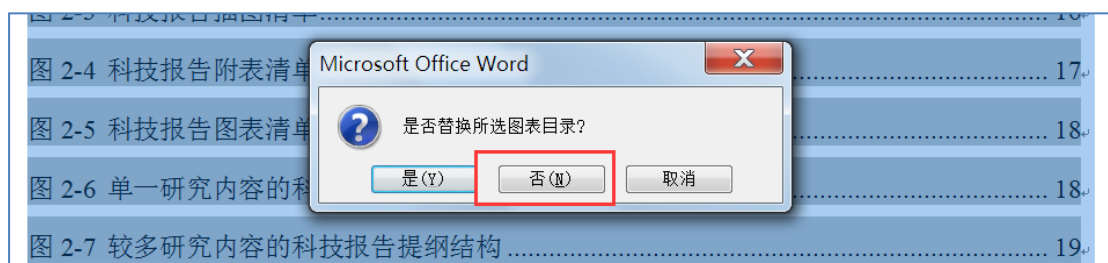 图 2-3 科技报告插图清单........................................16
图 2-4 科技报告附表清单........................................17
Microsoft Office Word
图 2-5 科技报告图表清单........................................18
是否替换所选图表目录?
是(Y) 否(N) 取消
图 2-6 单一研究内容的科........................................18
图 2-7 较多研究内容的科技报告提纲结构........................................19